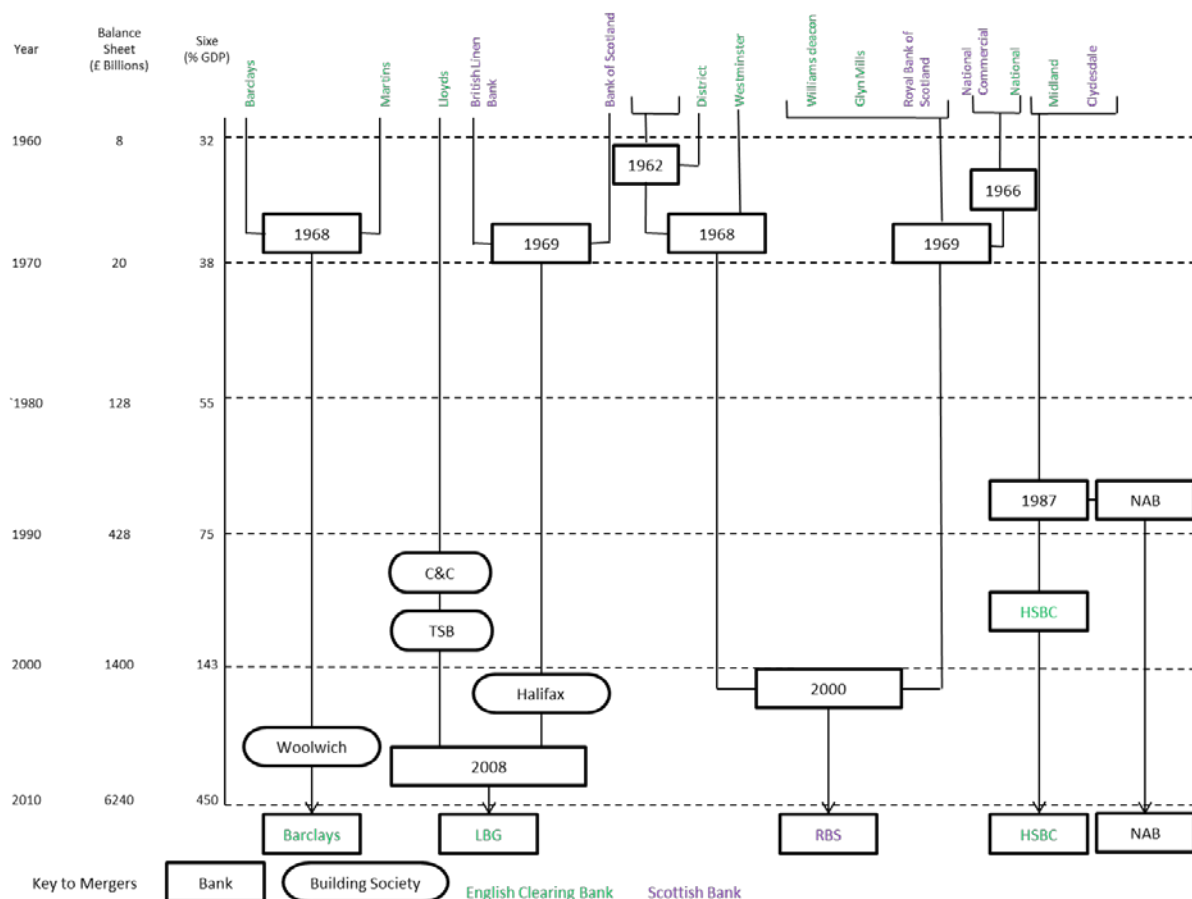 Year
Balance
Sheet
(£ Billions)
Sixe
(% GDP)
Barclays
Martins
Lloyds
British Linen
Bank
Bank of Scotland
District
Westminster
Williams deacon
Glyn Mills
Royal Bank of
Scotland
National
Commercial
National
Midland
Clydesdale
1960 8 32
1962
1966
1968
1969
1968
1969
1970 20 38
`1980 128 55
1987 NAB
1990 428 75
C&C
HSBC
TSB
2000 1400 143
Halifax
2000
Woolwich
2008
2010 6240 450
Barclays
LBG
RBS
HSBC
NAB
Key to Mergers
Bank
Building Society
English Clearing Bank
Scottish Bank